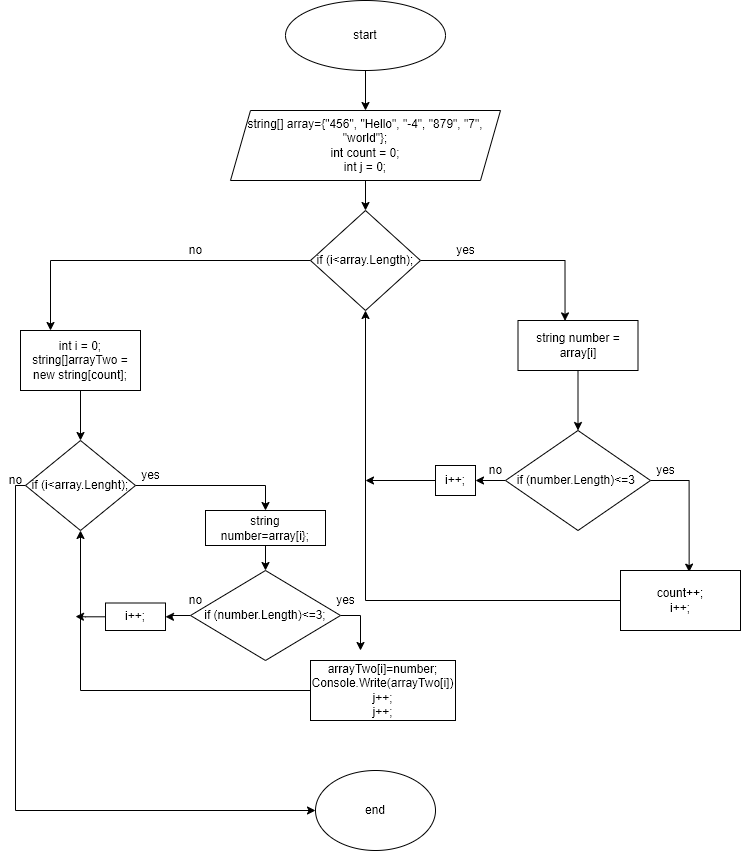 start
string[] array={"456", "Hello", "-4", "879", "7",
"world"};
int count = 0;
int j = 0;
no
if (i<array.Length);
yes
int i = 0;
string[]arrayTwo =
new string[count];
string number =
array[i]
no
if (i<array.Lenght);
yes
i++;
no
if (number.Length)<=3
yes
string
number=array[i};
count++;
i++;
i++;
no
if (number.Length)<=3;
yes
arrayTwo[i]=number;
Console.Write(arrayTwo[i])
j++;
j++;
end